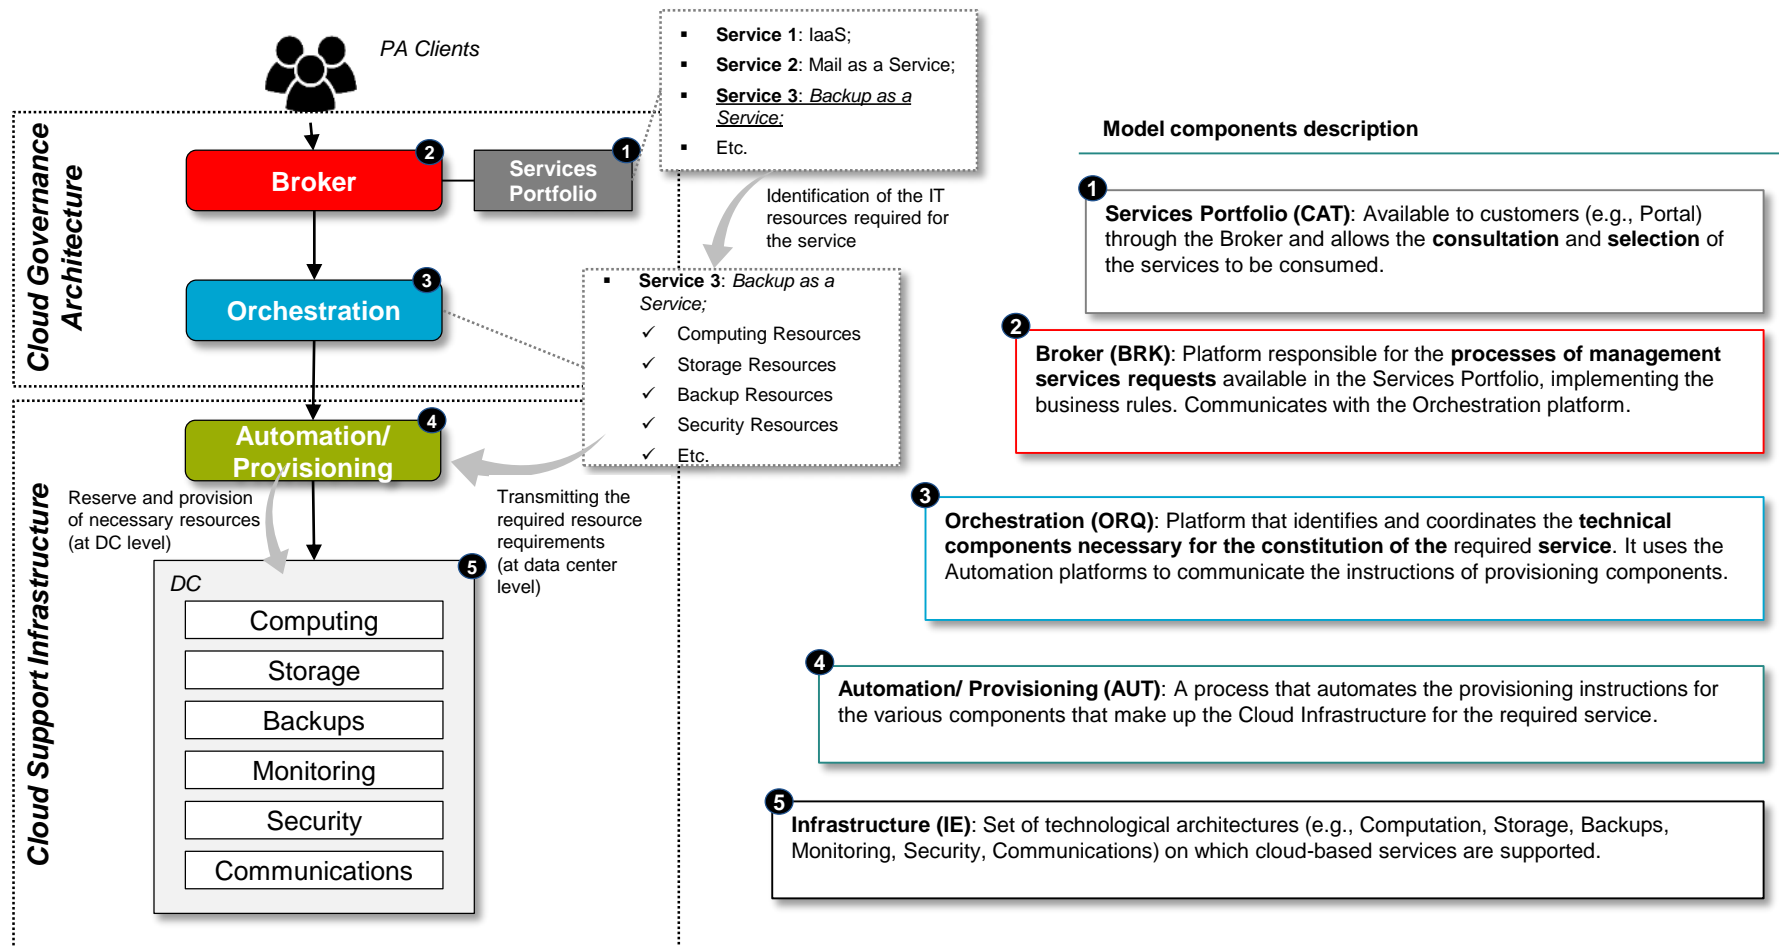 PA Clients
Service 1: IaaS;
Service 2: Mail as a Service;
Service 3: Backup as a
Service;
Etc.
Cloud Governance
Architecture
2
Broker
1
Services
Portfolio
Identification of the IT
resources required for
the service
3
Orchestration
Service 3: Backup as a
Service;
✓ Computing Resources
✓ Storage Resources
✓ Backup Resources
✓ Security Resources
✓ Etc.
Cloud Support Infrastructure
4
Automation/
Provisioning
Reserve and provision
of necessary resources
(at DC level)
Transmitting the
required resource
requirements
(at data center
level)
5
DC
Computing
Storage
Backups
Monitoring
Security
Communications
Model components description
1
Services Portfolio (CAT): Available to customers (e.g., Portal)
through the Broker and allows the consultation and selection of
the services to be consumed.
2
Broker (BRK): Platform responsible for the processes of management
services requests available in the Services Portfolio, implementing the
business rules. Communicates with the Orchestration platform.
3
Orchestration (ORQ): Platform that identifies and coordinates the technical
components necessary for the constitution of the required service. It uses the
Automation platforms to communicate the instructions of provisioning components.
4
Automation/ Provisioning (AUT): A process that automates the provisioning instructions for
the various components that make up the Cloud Infrastructure for the required service.
5
Infrastructure (IE): Set of technological architectures (e.g., Computation, Storage, Backups,
Monitoring, Security, Communications) on which cloud-based services are supported.